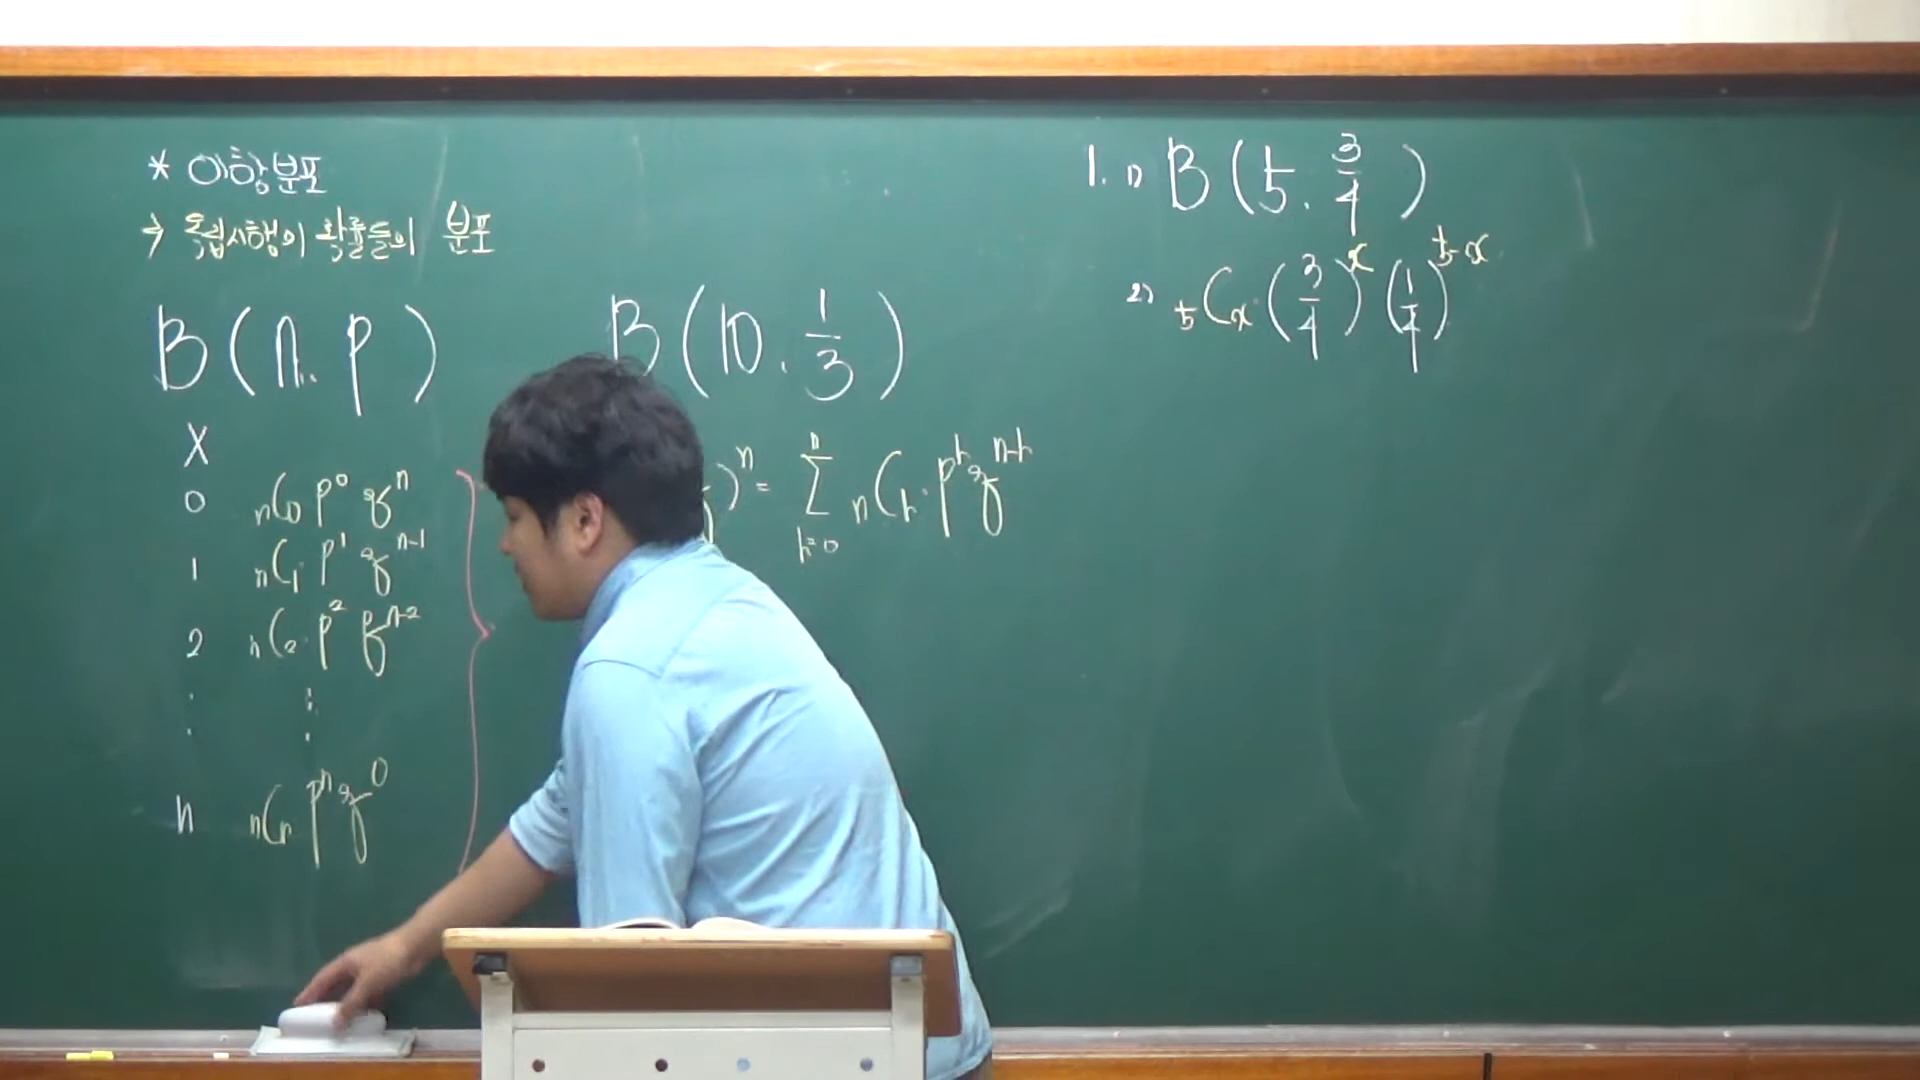 * 이항분포
→ 독립시행의 확률들의 분포
B(n.p)
X
0 nC0 p⁰ qⁿ
1 nC1 p¹ qⁿ⁻¹
2 nC2 · p² qⁿ⁻²
: :
n nCn pⁿ q⁰
B(10. 1/3)
)ⁿ = Σ(r=0, n) nCr · pʳ qⁿ⁻ʳ
1. 1) B(5. 3/4)
2) 5Cx (3/4)ˣ (1/4)⁵⁻ˣ